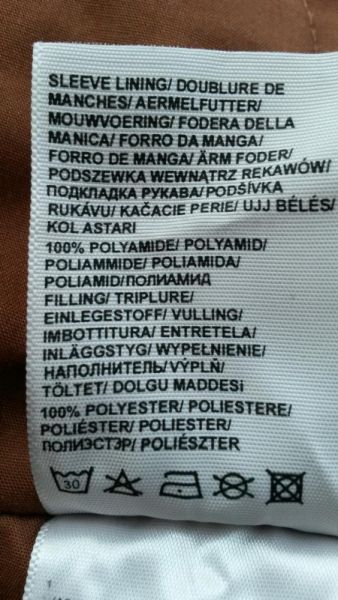 SLEEVE LINING/ DOUBLURE DE
MANCHES/ AERMELFUTTER/
MOUWVOERING/ FODERA DELLA
MANICA/ FORRO DA MANGA/
FORRO DE MANGA/ ÄRM FODER/
PODSZEWKA WEWNĄTRZ RĘKAWÓW/
ПОДКЛАДКА РУКАВА/PODŠÍVKA
RUKÁVU/ KAČACIE PERIE/ UJJ BÉLÉS/
KOL ASTARI
100% POLYAMIDE/ POLYAMID/
POLIAMMIDE/ POLIAMIDA/
POLIAMID/ПОЛИАМИД
FILLING/ TRIPLURE/
EINLEGESTOFF/ VULLING/
IMBOTTITURA/ ENTRETELA/
INLÄGGSTYG/ WYPEŁNIENIE/
НАПОЛНИТЕЛЬ/ VÝPLŇ/
TÖLTET/ DOLGU MADDESİ
100% POLYESTER/ POLIESTERE/
POLIÉSTER/ POLIESTER/
ПОЛИЭСТЭР/ POLIÉSZTER
30